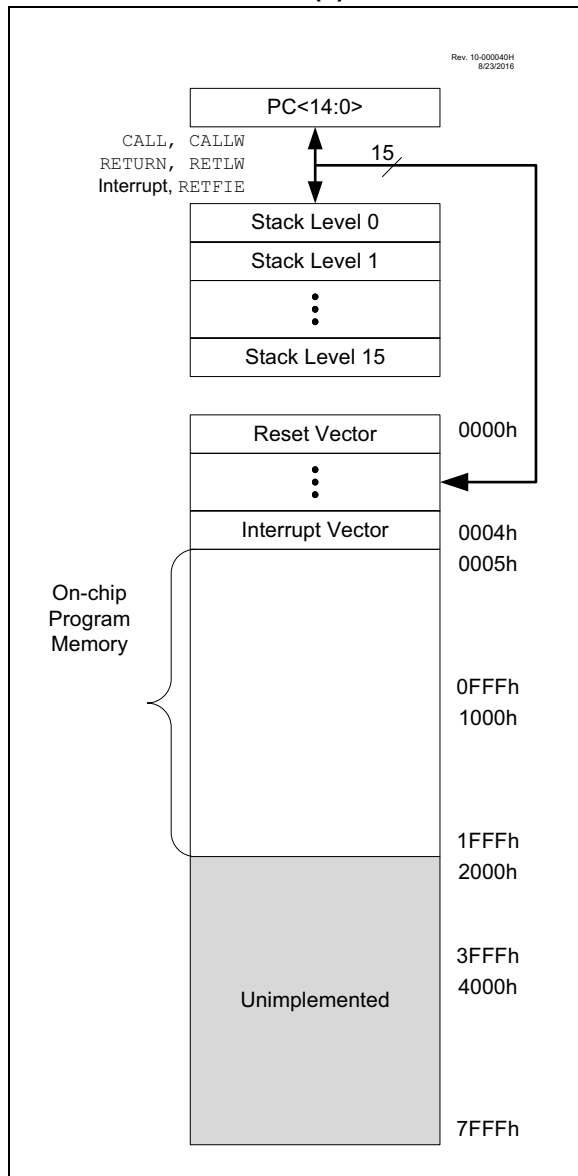 Rev. 10-000040H
8/23/2016
PC<14:0>
CALL, CALLW
RETURN, RETLW
Interrupt, RETFIE
15
Stack Level 0
Stack Level 1
Stack Level 15
Reset Vector
0000h
Interrupt Vector
0004h
0005h
On-chip
Program
Memory
0FFFh
1000h
1FFFh
2000h
3FFFh
Unimplemented
4000h
7FFFh